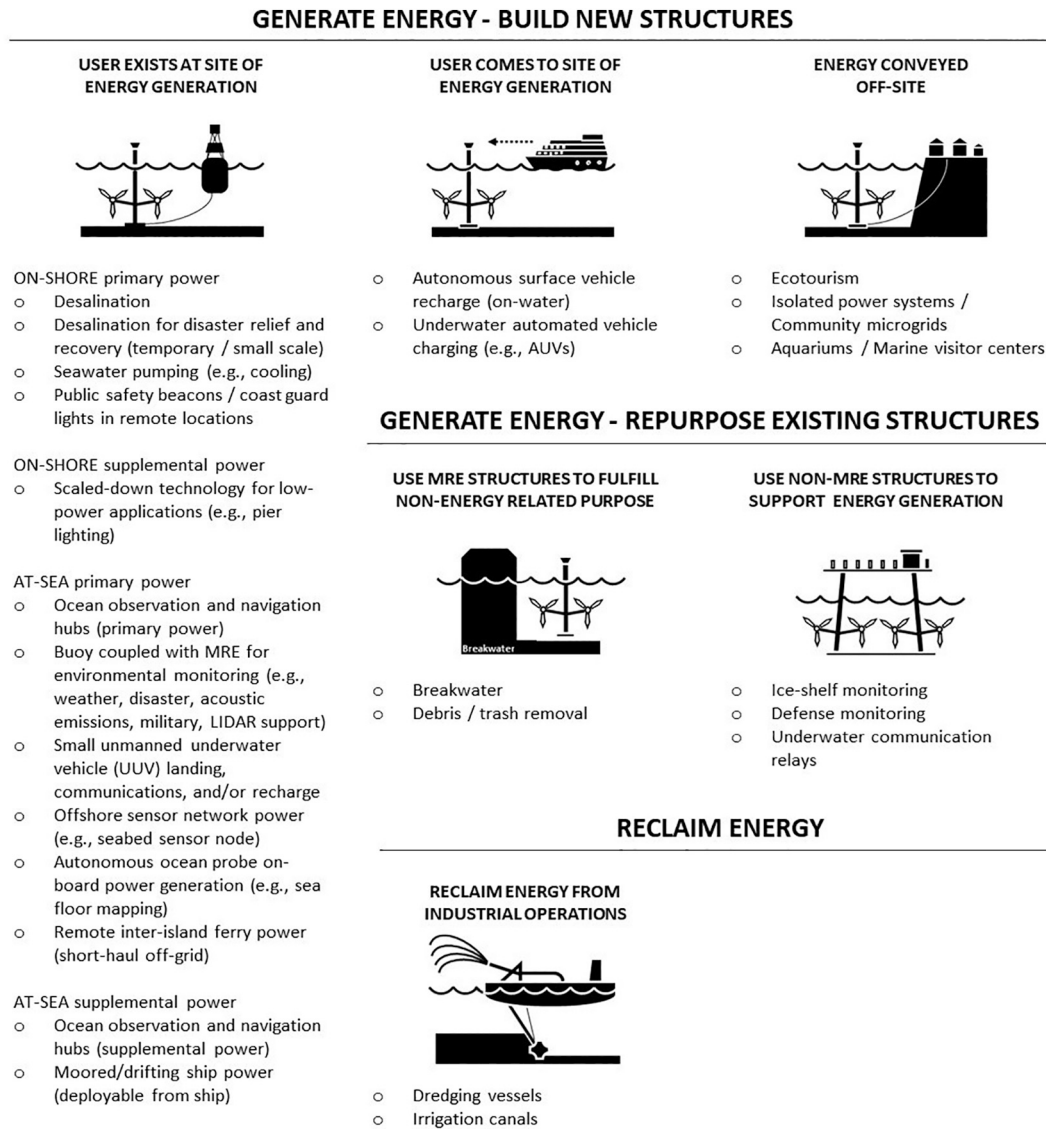 GENERATE ENERGY - BUILD NEW STRUCTURES
USER EXISTS AT SITE OF
ENERGY GENERATION
ON-SHORE primary power
o Desalination
o Desalination for disaster relief and
recovery (temporary / small scale)
o Seawater pumping (e.g., cooling)
o Public safety beacons / coast guard
lights in remote locations
ON-SHORE supplemental power
o Scaled-down technology for low-
power applications (e.g., pier
lighting)
AT-SEA primary power
o Ocean observation and navigation
hubs (primary power)
o Buoy coupled with MRE for
environmental monitoring (e.g.,
weather, disaster, acoustic
emissions, military, LIDAR support)
o Small unmanned underwater
vehicle (UUV) landing,
communications, and/or recharge
o Offshore sensor network power
(e.g., seabed sensor node)
o Autonomous ocean probe on-
board power generation (e.g., sea
floor mapping)
o Remote inter-island ferry power
(short-haul off-grid)
AT-SEA supplemental power
o Ocean observation and navigation
hubs (supplemental power)
o Moored/drifting ship power
(deployable from ship)
USER COMES TO SITE OF
ENERGY GENERATION
o Autonomous surface vehicle
recharge (on-water)
o Underwater automated vehicle
charging (e.g., AUVs)
ENERGY CONVEYED
OFF-SITE
o Ecotourism
o Isolated power systems /
Community microgrids
o Aquariums / Marine visitor centers
GENERATE ENERGY - REPURPOSE EXISTING STRUCTURES
USE MRE STRUCTURES TO FULFILL
NON-ENERGY RELATED PURPOSE
Breakwater
o Breakwater
o Debris / trash removal
USE NON-MRE STRUCTURES TO
SUPPORT ENERGY GENERATION
o Ice-shelf monitoring
o Defense monitoring
o Underwater communication
relays
RECLAIM ENERGY
RECLAIM ENERGY FROM
INDUSTRIAL OPERATIONS
o Dredging vessels
o Irrigation canals